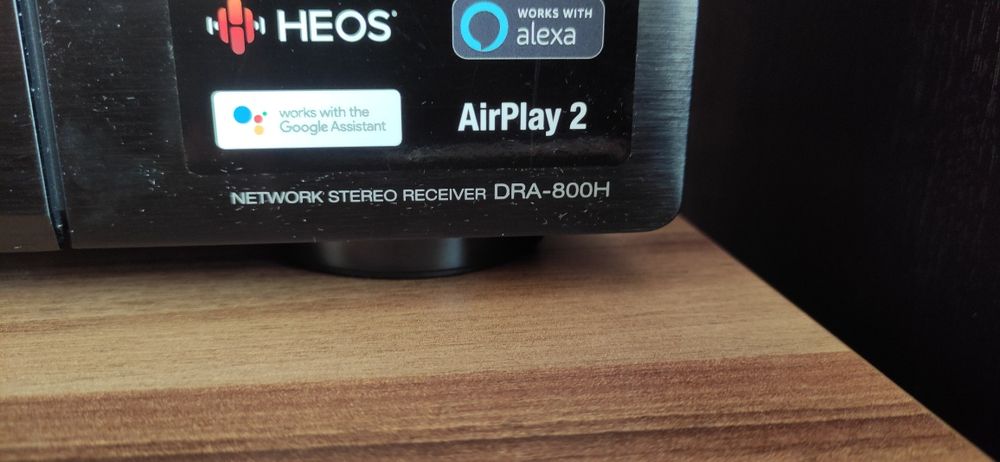 HEOS
WORKS WITH
alexa
works with the
Google Assistant
AirPlay 2
NETWORK STEREO RECEIVER DRA-800H